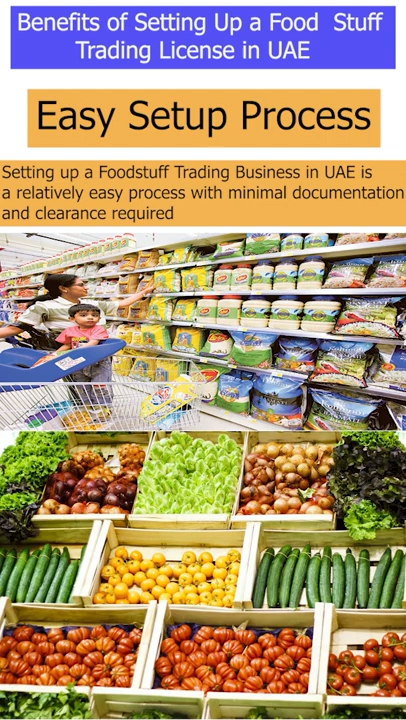 Benefits of Setting Up a Food Stuff
Trading License in UAE
Easy Setup Process
Setting up a Foodstuff Trading Business in UAE is
a relatively easy process with minimal documentation
and clearance required